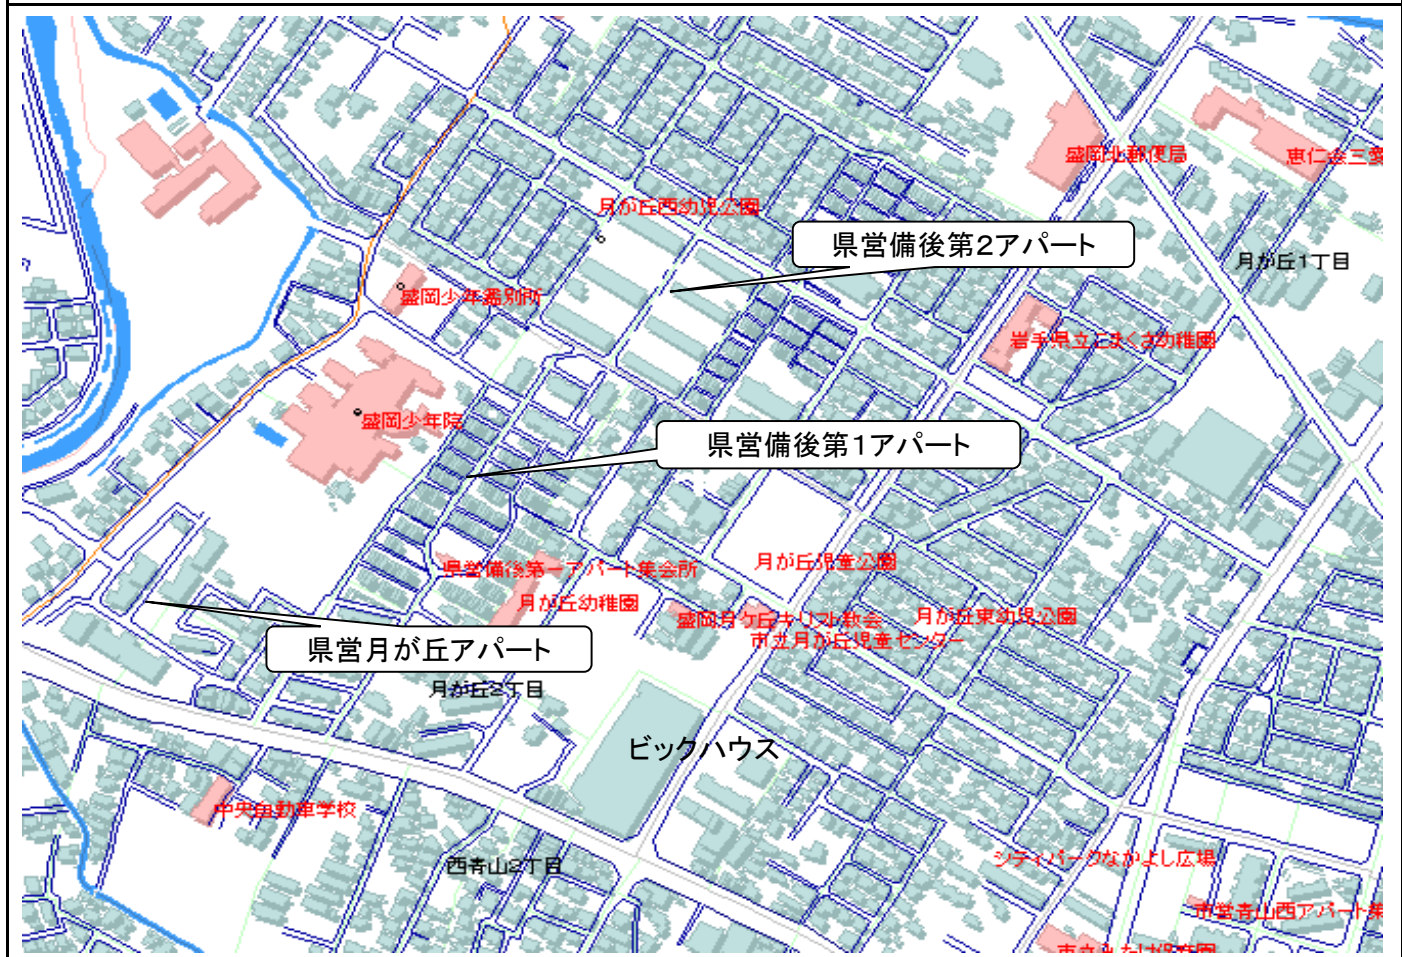 盛岡北郵便局
恵仁会三愛
月が丘西幼児公園
県営備後第2アパート
月が丘1丁目
盛岡少年鑑別所
岩手県立こまくさ幼稚園
盛岡少年院
県営備後第1アパート
月が丘児童公園
県営備後第一アパート集会所
月が丘幼稚園
盛岡月ケ丘キリスト教会
月が丘東幼児公園
市立月が丘児童センター
県営月が丘アパート
月が丘2丁目
ビックハウス
中央自動車学校
西青山2丁目
シティパークなかよし広場
市営青山西アパート集
市立みたけ保育園